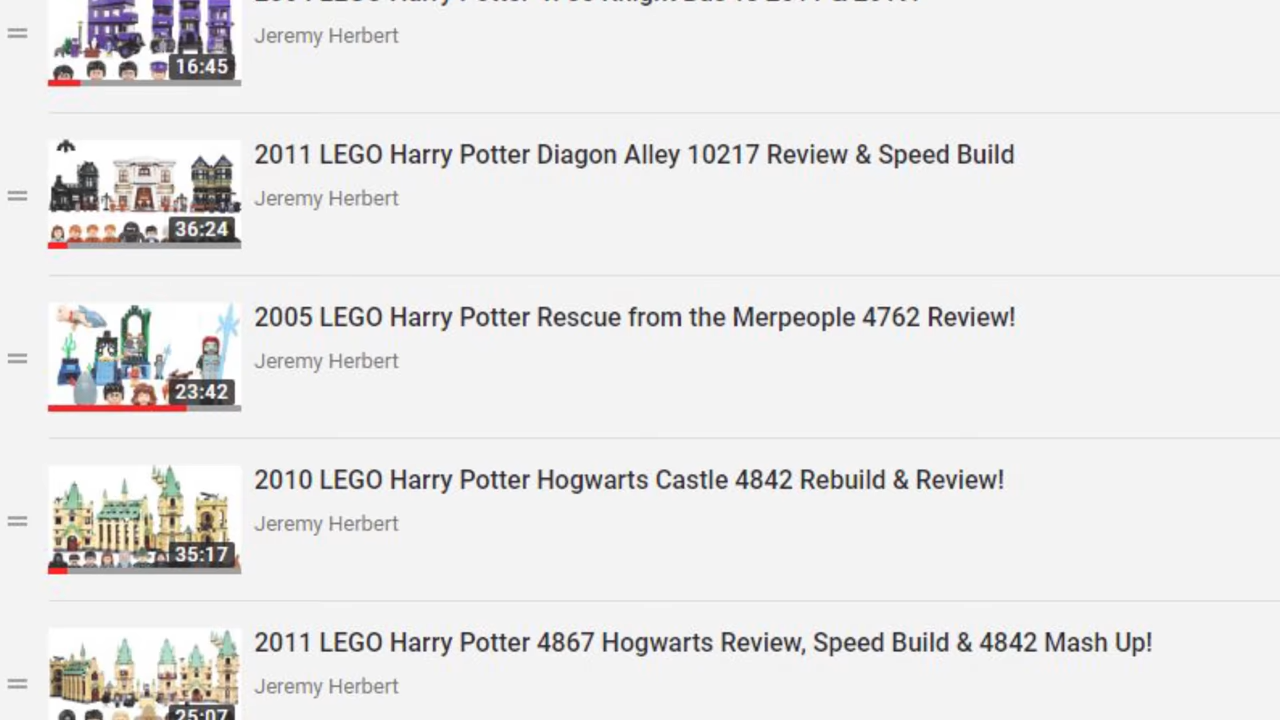 Jeremy Herbert
16:45
2011 LEGO Harry Potter Diagon Alley 10217 Review & Speed Build
Jeremy Herbert
36:24
2005 LEGO Harry Potter Rescue from the Merpeople 4762 Review!
Jeremy Herbert
23:42
2010 LEGO Harry Potter Hogwarts Castle 4842 Rebuild & Review!
Jeremy Herbert
35:17
2011 LEGO Harry Potter 4867 Hogwarts Review, Speed Build & 4842 Mash Up!
Jeremy Herbert
25:07